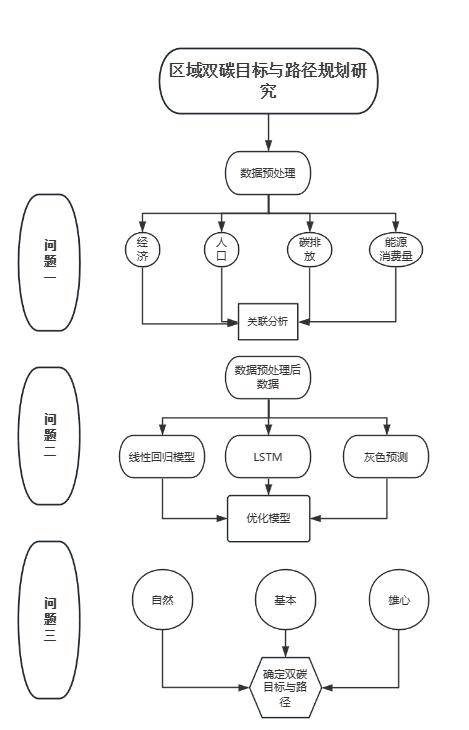 区域双碳目标与路径规划研
究
数据预处理
问
题
一
经
济
人
口
碳排
放
能源
消费量
关联分析
数据预处理后
数据
问
题
二
线性回归模型
LSTM
灰色预测
优化模型
问
题
三
自然
基本
雄心
确定双碳
目标与路
径